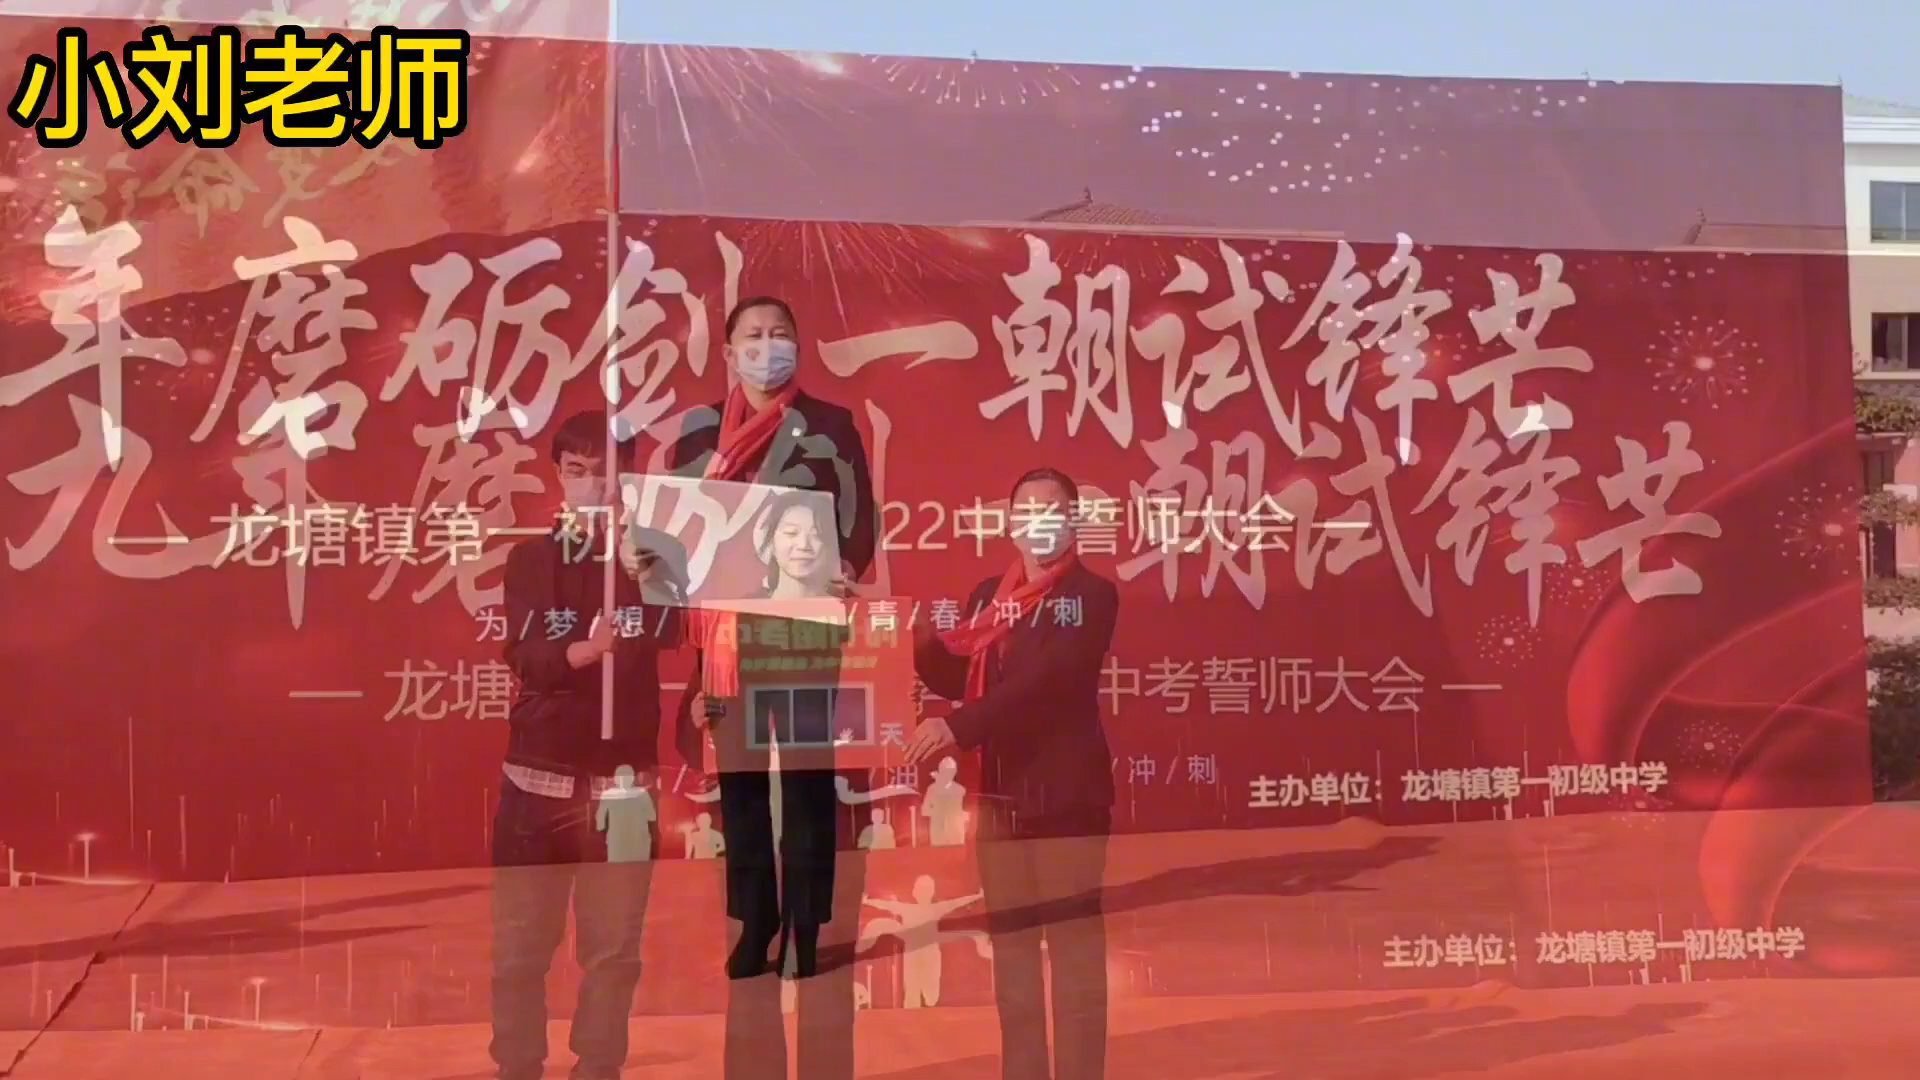 小刘老师
年磨砺剑 一朝试锋芒
九年磨砺剑 一朝试锋芒
— 龙塘镇第一初 22中考誓师大会 —
为/梦/想/ /青/春/冲/刺
中考倒计时
— 龙塘 中考誓师大会 —
天
油 /冲/刺
主办单位：龙塘镇第一初级中学
主办单位：龙塘镇第一初级中学